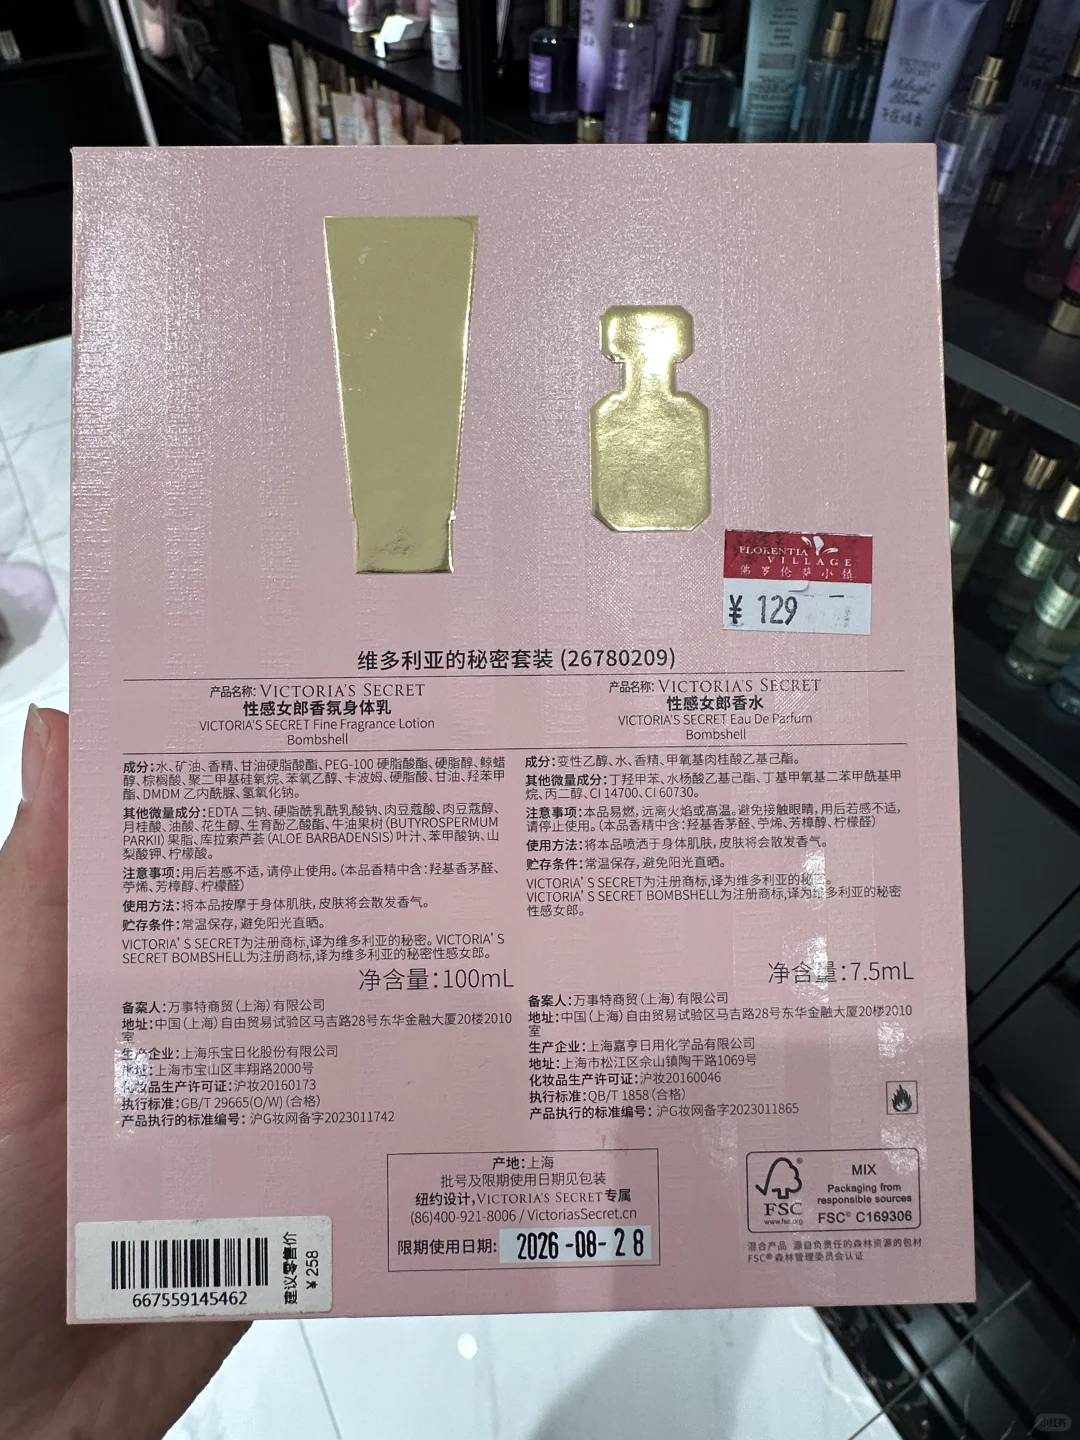 VICTORIA'S
SECRET
Midnight
Bloom
FLORENTIA
VILLAGE
佛罗伦萨小镇
¥ 129
维多利亚的秘密套装 (26780209)
产品名称: VICTORIA'S SECRET
性感女郎香氛身体乳
VICTORIA'S SECRET Fine Fragrance Lotion
Bombshell
成分:水、矿油、香精、甘油硬脂酸酯、PEG-100 硬脂酸酯、硬脂醇、鲸蜡
醇、棕榈酸、聚二甲基硅氧烷、苯氧乙醇、卡波姆、硬脂酸、甘油、羟苯甲
酯、DMDM 乙内酰脲、氢氧化钠。
其他微量成分:EDTA 二钠、硬脂酰乳酰乳酸钠、肉豆蔻酸、肉豆蔻醇、
月桂酸、油酸、花生醇、生育酚乙酸酯、牛油果树 (BUTYROSPERMUM
PARKII) 果脂、库拉索芦荟 (ALOE BARBADENSIS) 叶汁、苯甲酸钠、山
梨酸钾、柠檬酸。
注意事项:用后若感不适,请停止使用。(本品香精中含:羟基香茅醛、
苧烯、芳樟醇、柠檬醛)
使用方法:将本品按摩于身体肌肤,皮肤将会散发香气。
贮存条件:常温保存,避免阳光直晒。
VICTORIA'S SECRET为注册商标,译为维多利亚的秘密。VICTORIA'S
SECRET BOMBSHELL为注册商标,译为维多利亚的秘密性感女郎。
净含量:100mL
备案人:万事特商贸(上海)有限公司
地址:中国(上海)自由贸易试验区马吉路28号东华金融大厦20楼2010
室
生产企业:上海乐宝日化股份有限公司
地址:上海市宝山区丰翔路2000号
化妆品生产许可证:沪妆20160173
执行标准:GB/T 29665(O/W)(合格)
产品执行的标准编号: 沪G妆网备字2023011742
产品名称: VICTORIA'S SECRET
性感女郎香水
VICTORIA'S SECRET Eau De Parfum
Bombshell
成分:变性乙醇、水、香精、甲氧基肉桂酸乙基己酯。
其他微量成分:丁羟甲苯、水杨酸乙基己酯、丁基甲氧基二苯甲酰基甲
烷、丙二醇、CI 14700、CI 60730。
注意事项:本品易燃,远离火焰或高温。避免接触眼睛,用后若感不适,
请停止使用。(本品香精中含:羟基香茅醛、苧烯、芳樟醇、柠檬醛)
使用方法:将本品喷洒于身体肌肤,皮肤将会散发香气。
贮存条件:常温保存,避免阳光直晒。
VICTORIA'S SECRET为注册商标,译为维多利亚的秘密。
VICTORIA'S SECRET BOMBSHELL为注册商标,译为维多利亚的秘密
性感女郎。
净含量:7.5mL
备案人:万事特商贸(上海)有限公司
地址:中国(上海)自由贸易试验区马吉路28号东华金融大厦20楼2010
室
生产企业:上海嘉亨日用化学品有限公司
地址:上海市松江区佘山镇陶干路1069号
化妆品生产许可证:沪妆20160046
执行标准:QB/T 1858(合格)
产品执行的标准编号: 沪G妆网备字2023011865
产地:上海
批号及限期使用日期见包装
纽约设计,VICTORIA'S SECRET专属
(86)400-921-8006 / VictoriasSecret.cn
限期使用日期: 2026-08-28
FSC
www.fsc.org
MIX
Packaging from
responsible sources
FSC® C169306
混合产品 源自负责任的森林资源的包材
FSC® 森林管理委员会认证
667559145462
建议零售价
¥ 258
小红书